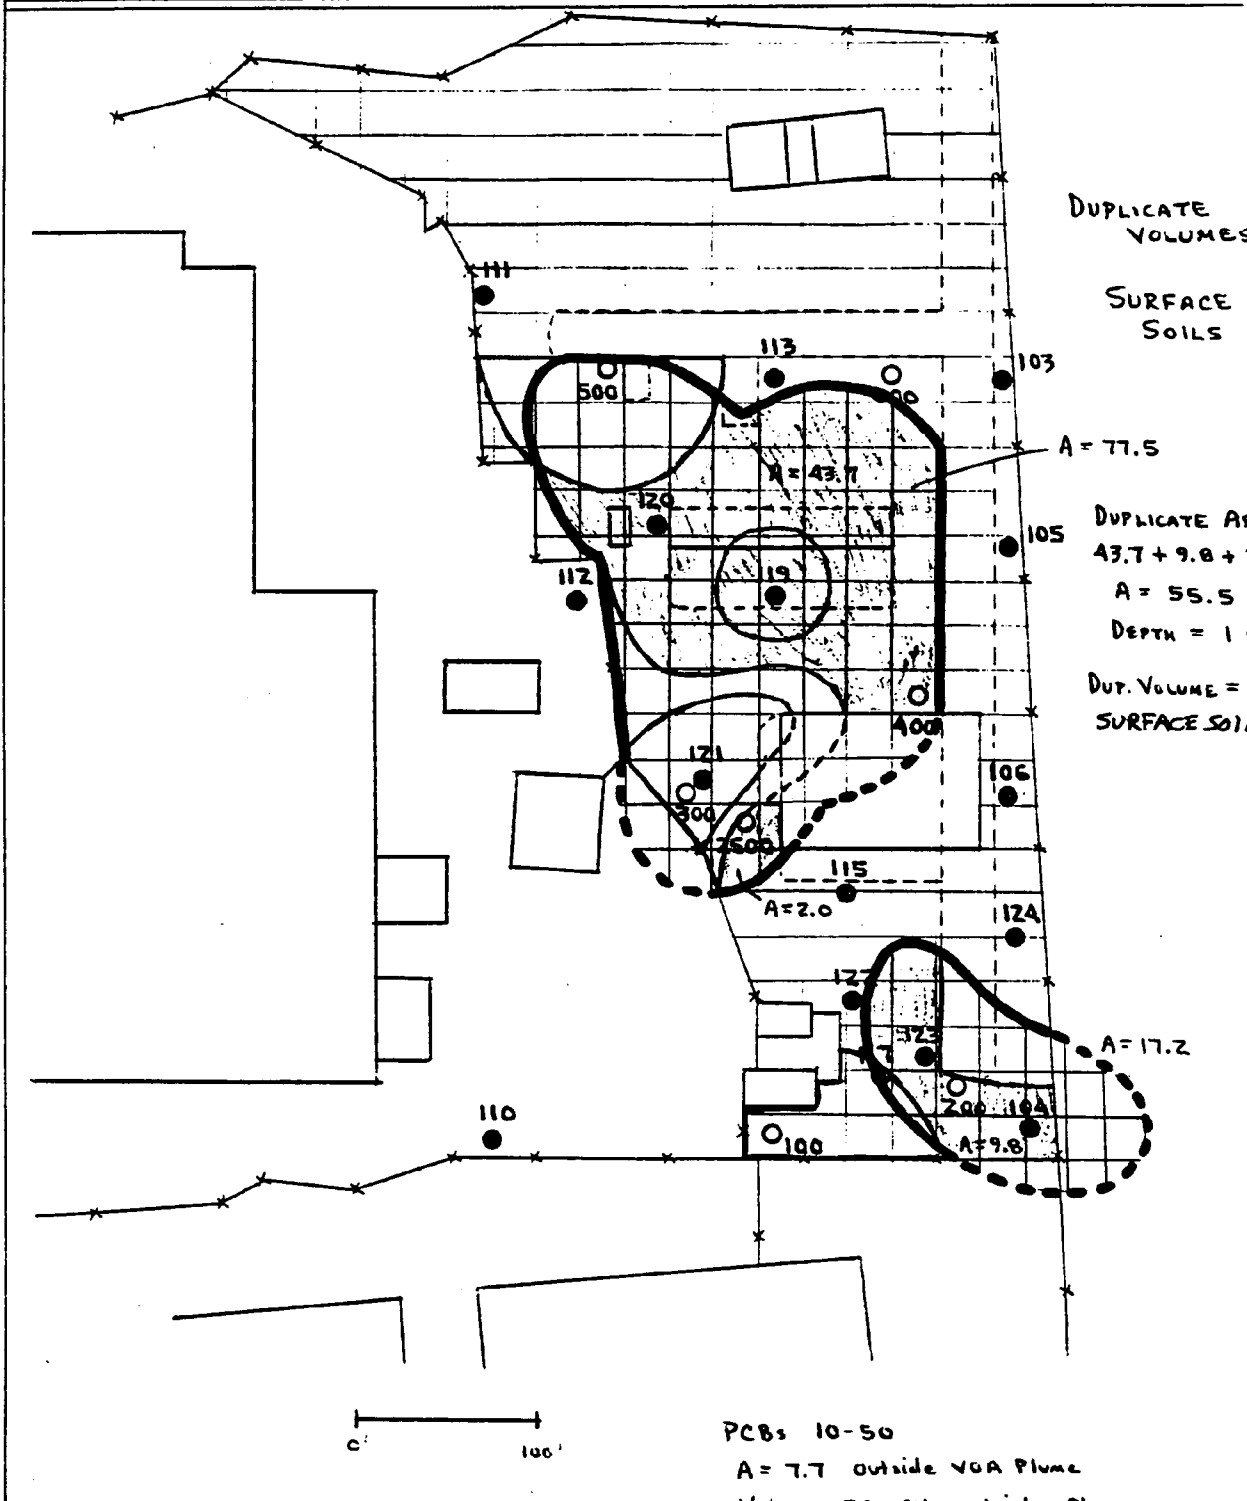 DUPLICATE
VOLUMES
SURFACE
SOILS
111
113
103
500
A = 77.5
A = 43.7
120
105
DUPLICATE
43.7 + 9.8 +
A = 55.5
DEPTH = 1
112
19
DUP. VOLUME =
SURFACE
400
121
106
300
2500
115
A=2.0
124
122
123
A=17.2
200 104
110
100
A=9.8
0' 100'
PCBs 10-50
A = 7.7 outside VOA Plume